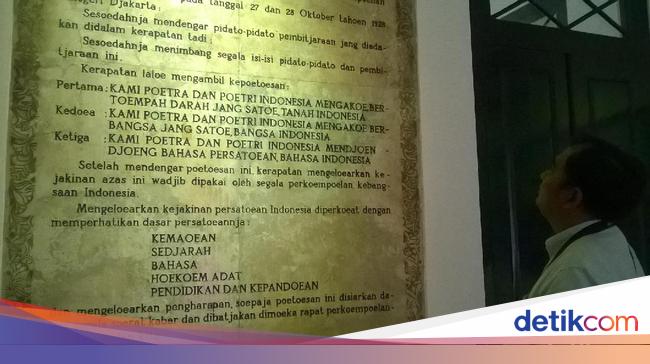 pada tanggal 27 dan 28 Oktober tahoen 1928
negeri Djakarta;
Sesoedahnja mendengar pidato-pidato pembitjaraan jang diada-
kan didalam kerapatan tadi;
Sesoedahnja menimbang segala isi-isi pidato-pidato dan pembi-
tjaraan ini.
Kerapatan laloe mengambil kepoetoesan:
Pertama: KAMI POETRA DAN POETRI INDONESIA MENGAKOE BER-
TOEMPAH DARAH JANG SATOE, TANAH INDONESIA
Kedoea : KAMI POETRA DAN POETRI INDONESIA MENGAKOE BER-
BANGSA JANG SATOE, BANGSA INDONESIA
Ketiga : KAMI POETRA DAN POETRI INDONESIA MENDJOEN
DJOENG BAHASA PERSATOEAN, BAHASA INDONESIA
Setelah mendengar poetoesan ini, kerapatan mengeloearkan ke-
jakinan azas ini wadjib dipakai oleh segala perkoempoelan kebang-
saan Indonesia.
Mengeloearkan kejakinan persatoean Indonesia diperkoeat dengan
memperhatikan dasar persatoeannja:
KEMAOEAN
SEDJARAH
BAHASA
HOEKOEM ADAT
PENDIDIKAN DAN KEPANDOEAN
dan mengeloearkan pengharapan, soepaja poetoesan ini disiarkan da-
soerat kabar dan dibatjakan dimoeka rapat perkoempoelan-
detikcom